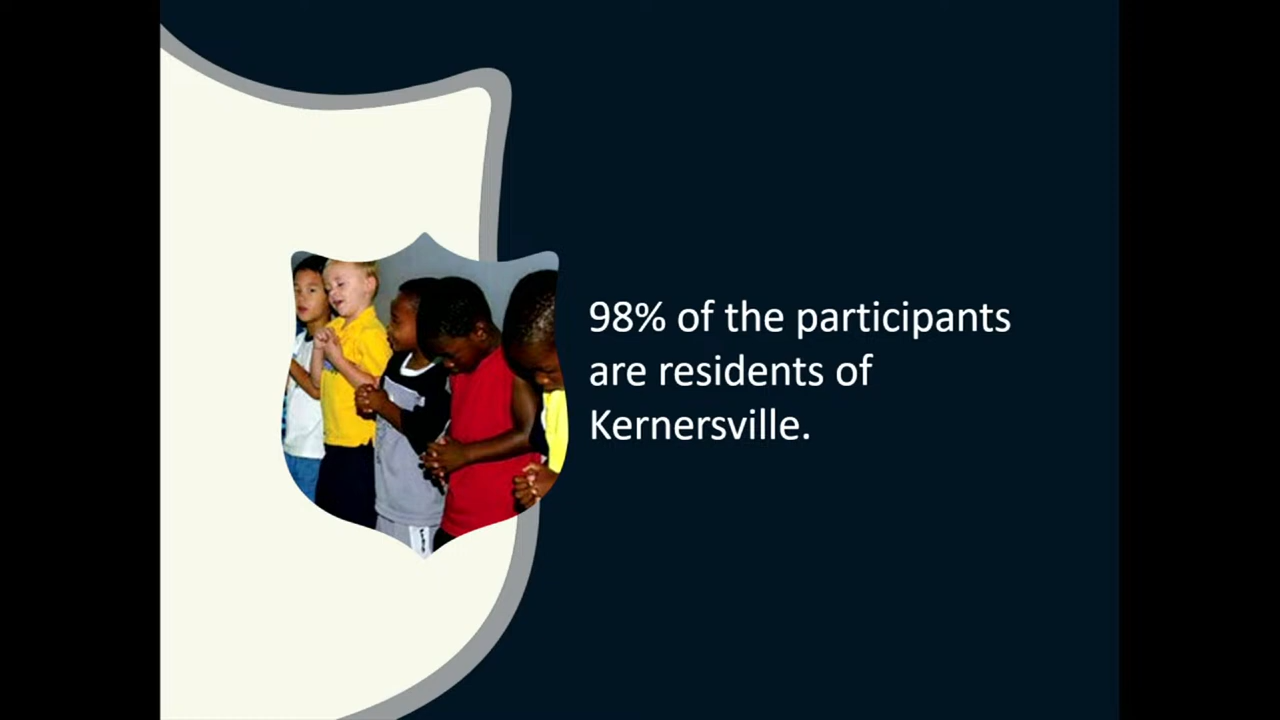 98% of the participants
are residents of
Kernersville.